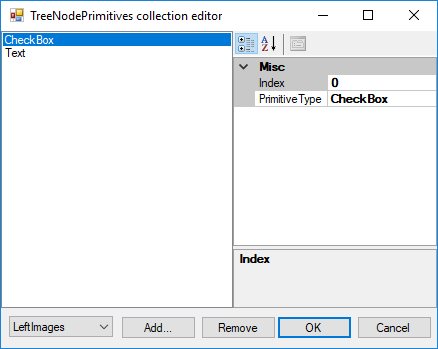 TreeNodePrimitives collection editor
CheckBox
Text
Misc
Index 0
PrimitiveType CheckBox
Index
LeftImages Add... Remove OK Cancel